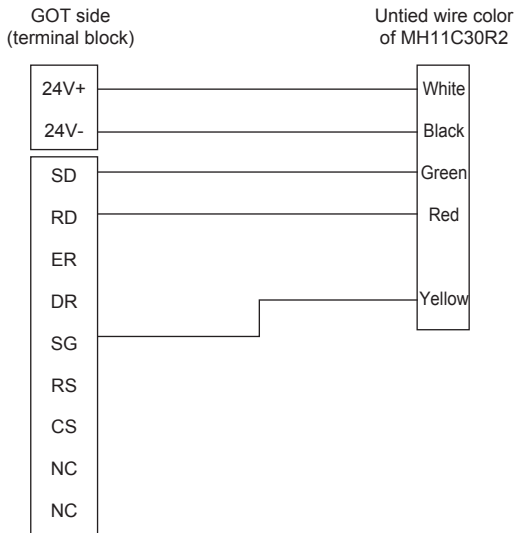 GOT side
(terminal block)
Untied wire color
of MH11C30R2
24V+
White
24V-
Black
SD
Green
RD
Red
ER
DR
Yellow
SG
RS
CS
NC
NC